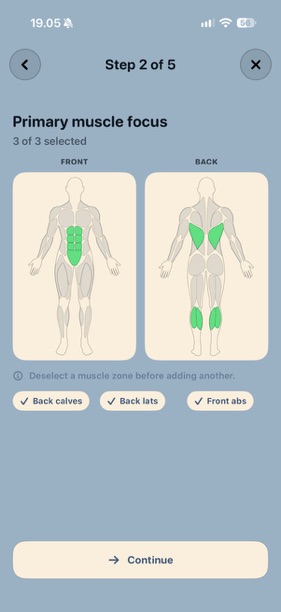 19.05
56
Step 2 of 5
Primary muscle focus
3 of 3 selected
FRONT
BACK
Deselect a muscle zone before adding another.
Back calves
Back lats
Front abs
Continue